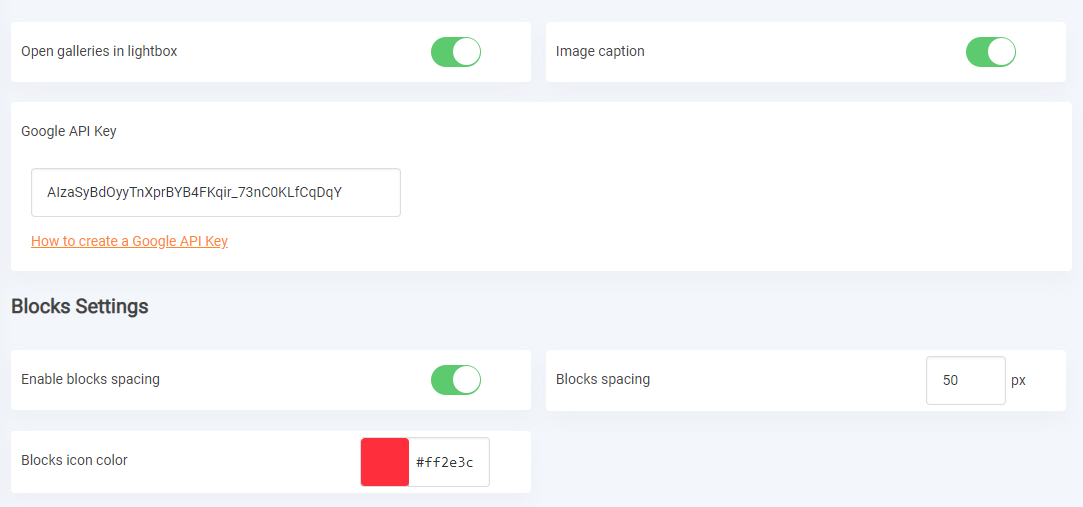 Open galleries in lightbox
Image caption
Google API Key
AIzaSyBdOyyTnXprBYB4FKqir_73nC0KLfCqDqY
How to create a Google API Key
Blocks Settings
Enable blocks spacing
Blocks spacing
50 px
Blocks icon color
#ff2e3c